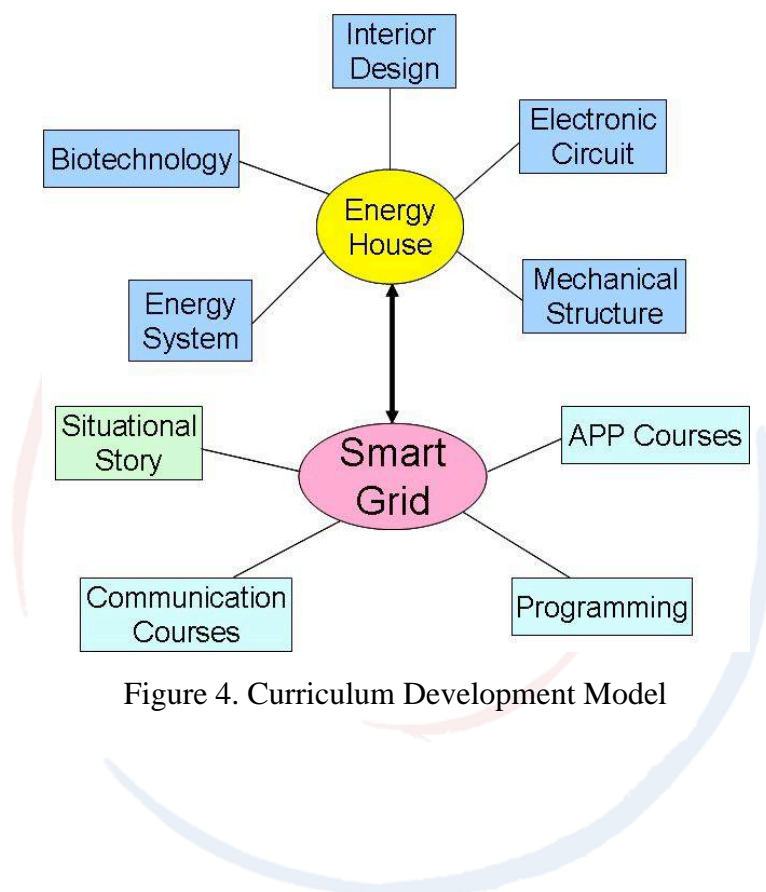 Interior
Design
Electronic
Circuit
Biotechnology
Energy
House
Mechanical
Structure
Energy
System
Situational
Story
APP Courses
Smart
Grid
Communication
Courses
Programming
Figure 4. Curriculum Development Model